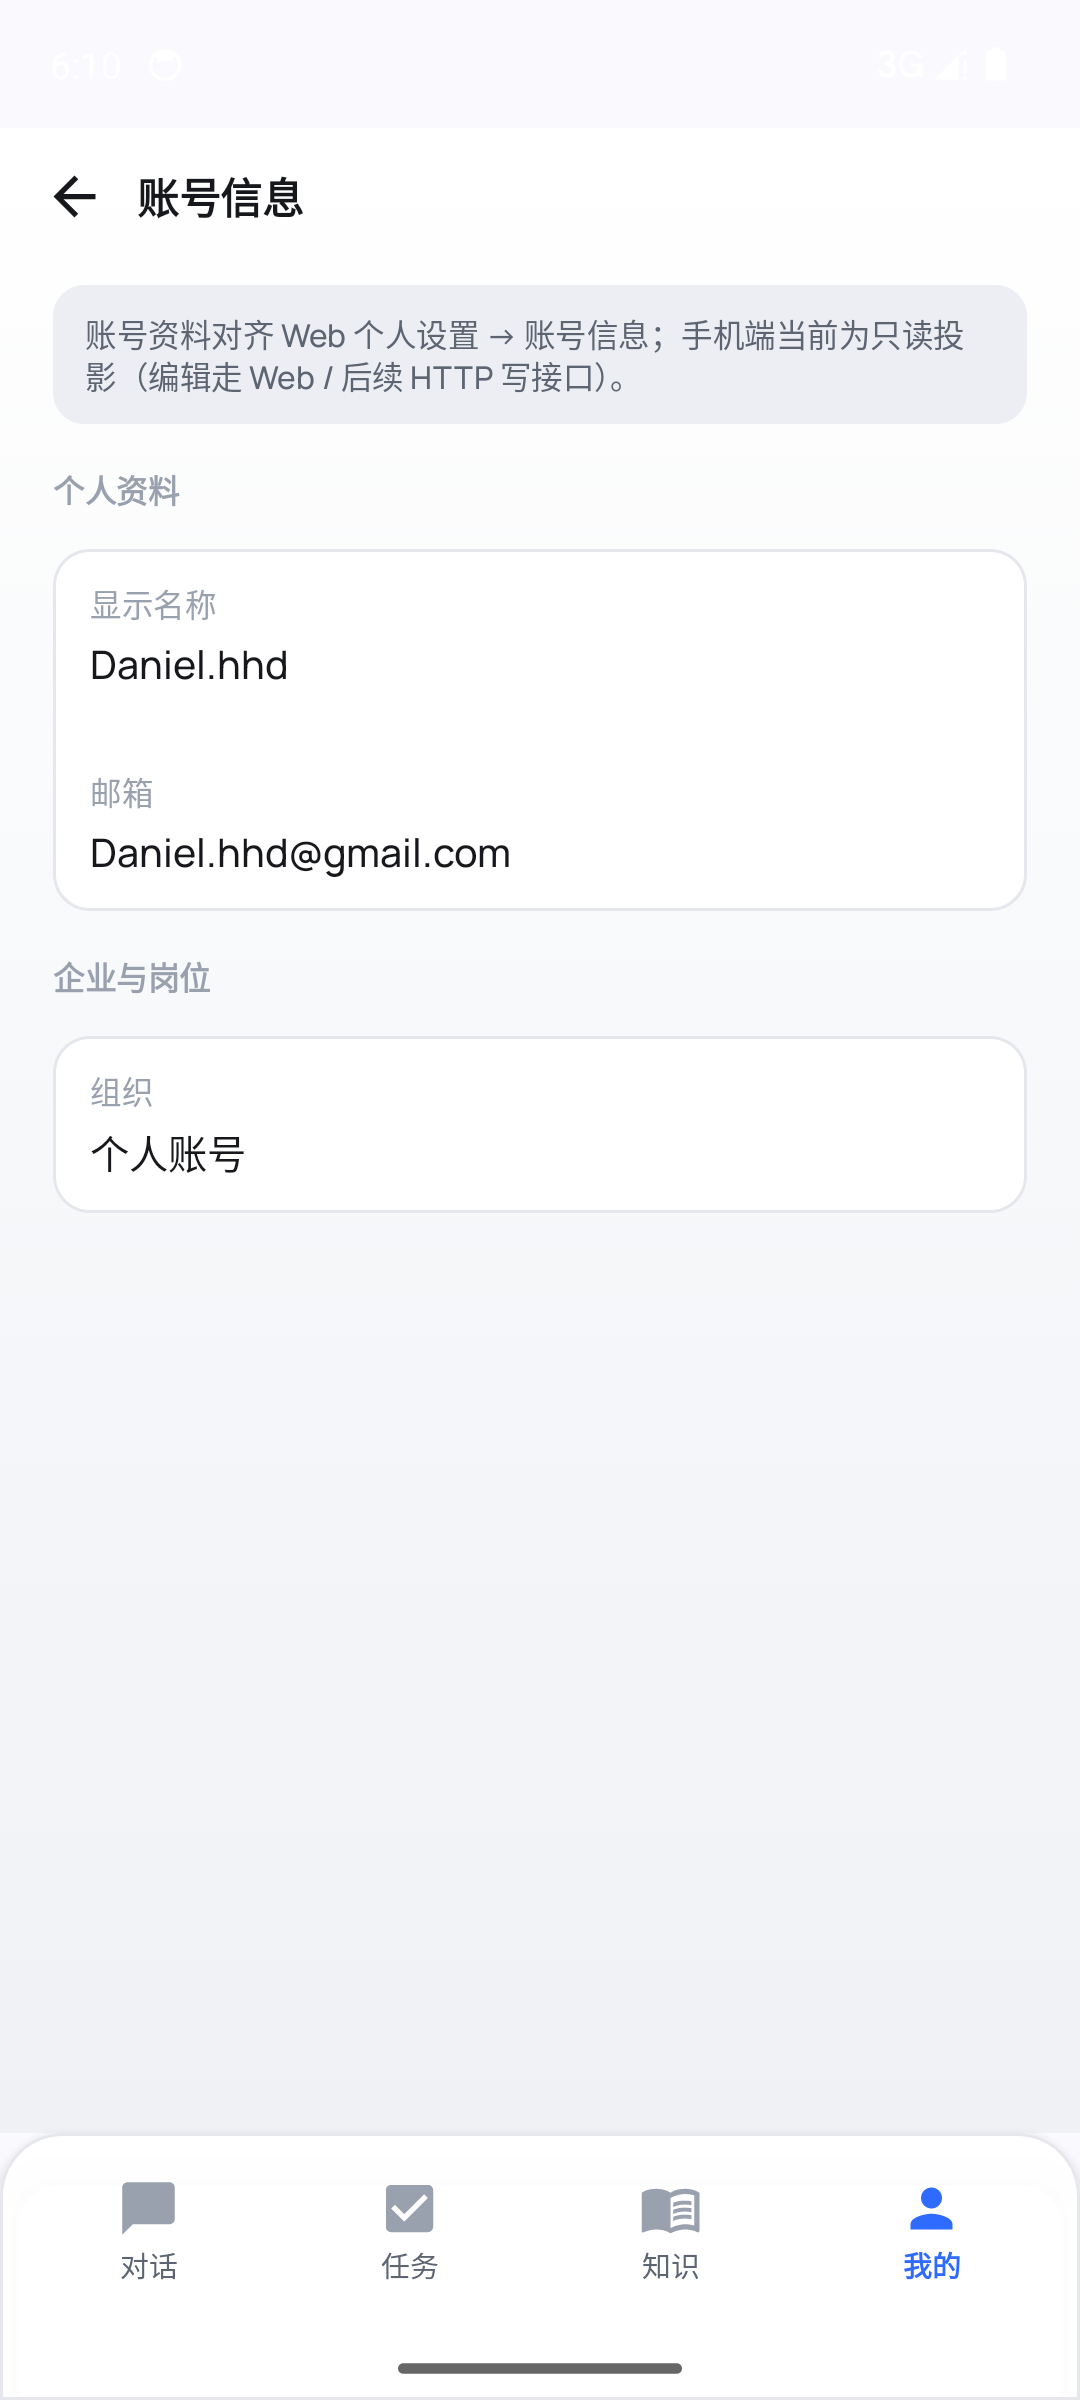 6:10
3G
账号信息
账号资料对齐 Web 个人设置 → 账号信息；手机端当前为只读投
影（编辑走 Web / 后续 HTTP 写接口）。
个人资料
显示名称
Daniel.hhd
邮箱
Daniel.hhd@gmail.com
企业与岗位
组织
个人账号
对话
任务
知识
我的